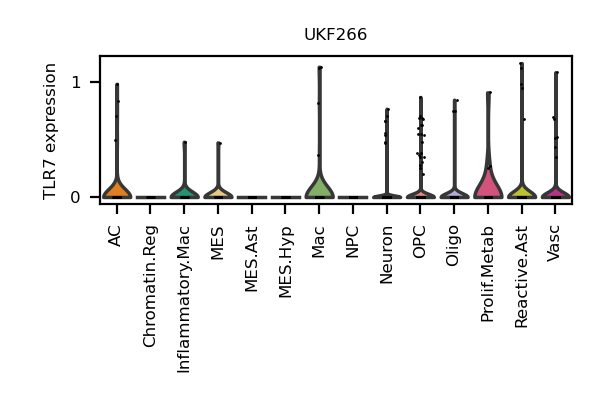 UKF266
TLR7 expression
1
0
AC
Chromatin.Reg
Inflammatory.Mac
MES
MES.Ast
MES.Hyp
Mac
NPC
Neuron
OPC
Oligo
Prolif.Metab
Reactive.Ast
Vasc